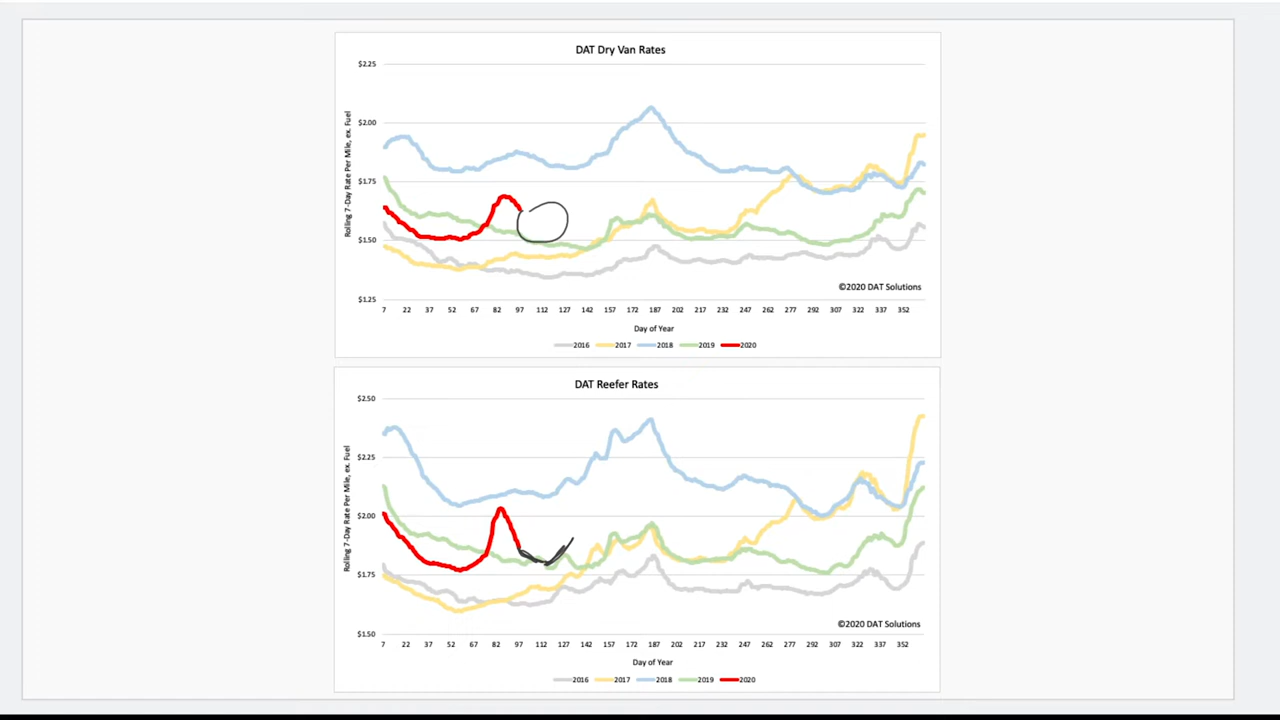 DAT Dry Van Rates
$2.25
$2.00
$1.75
$1.50
$1.25
Rolling 7-Day Rate Per Mile, ex. Fuel
7 22 37 52 67 82 97 112 127 142 157 172 187 202 217 232 247 262 277 292 307 322 337 352
Day of Year
2016 2017 2018 2019 2020
©2020 DAT Solutions
DAT Reefer Rates
$2.50
$2.25
$2.00
$1.75
$1.50
Rolling 7-Day Rate Per Mile, ex. Fuel
7 22 37 52 67 82 97 112 127 142 157 172 187 202 217 232 247 262 277 292 307 322 337 352
Day of Year
2016 2017 2018 2019 2020
©2020 DAT Solutions